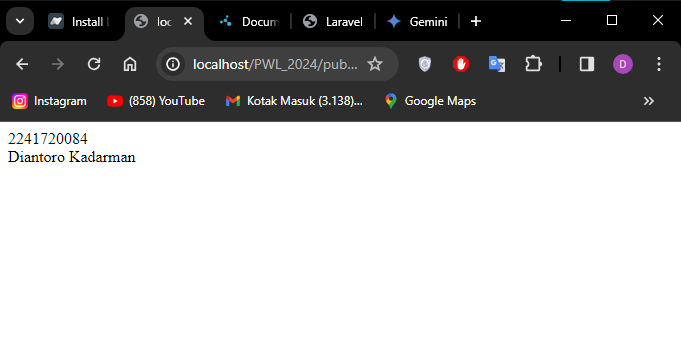 Install
loc
Docum
Laravel
Gemini
localhost/PWL_2024/pub...
D
Instagram
(858) YouTube
Kotak Masuk (3.138)...
Google Maps
2241720084
Diantoro Kadarman